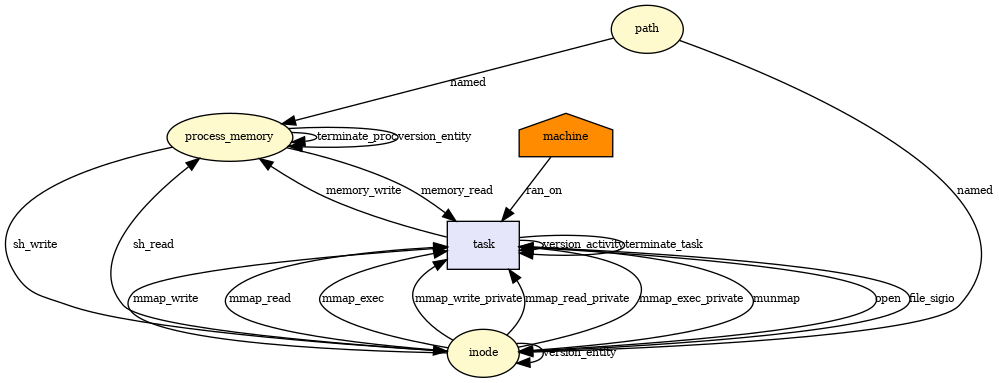 path
named
process_memory
terminate_proc
version_entity
machine
memory_write
memory_read
ran_on
named
sh_write
sh_read
task
version_activity
terminate_task
mmap_write
mmap_read
mmap_exec
mmap_write_private
mmap_read_private
mmap_exec_private
munmap
open
file_sigio
inode
version_entity